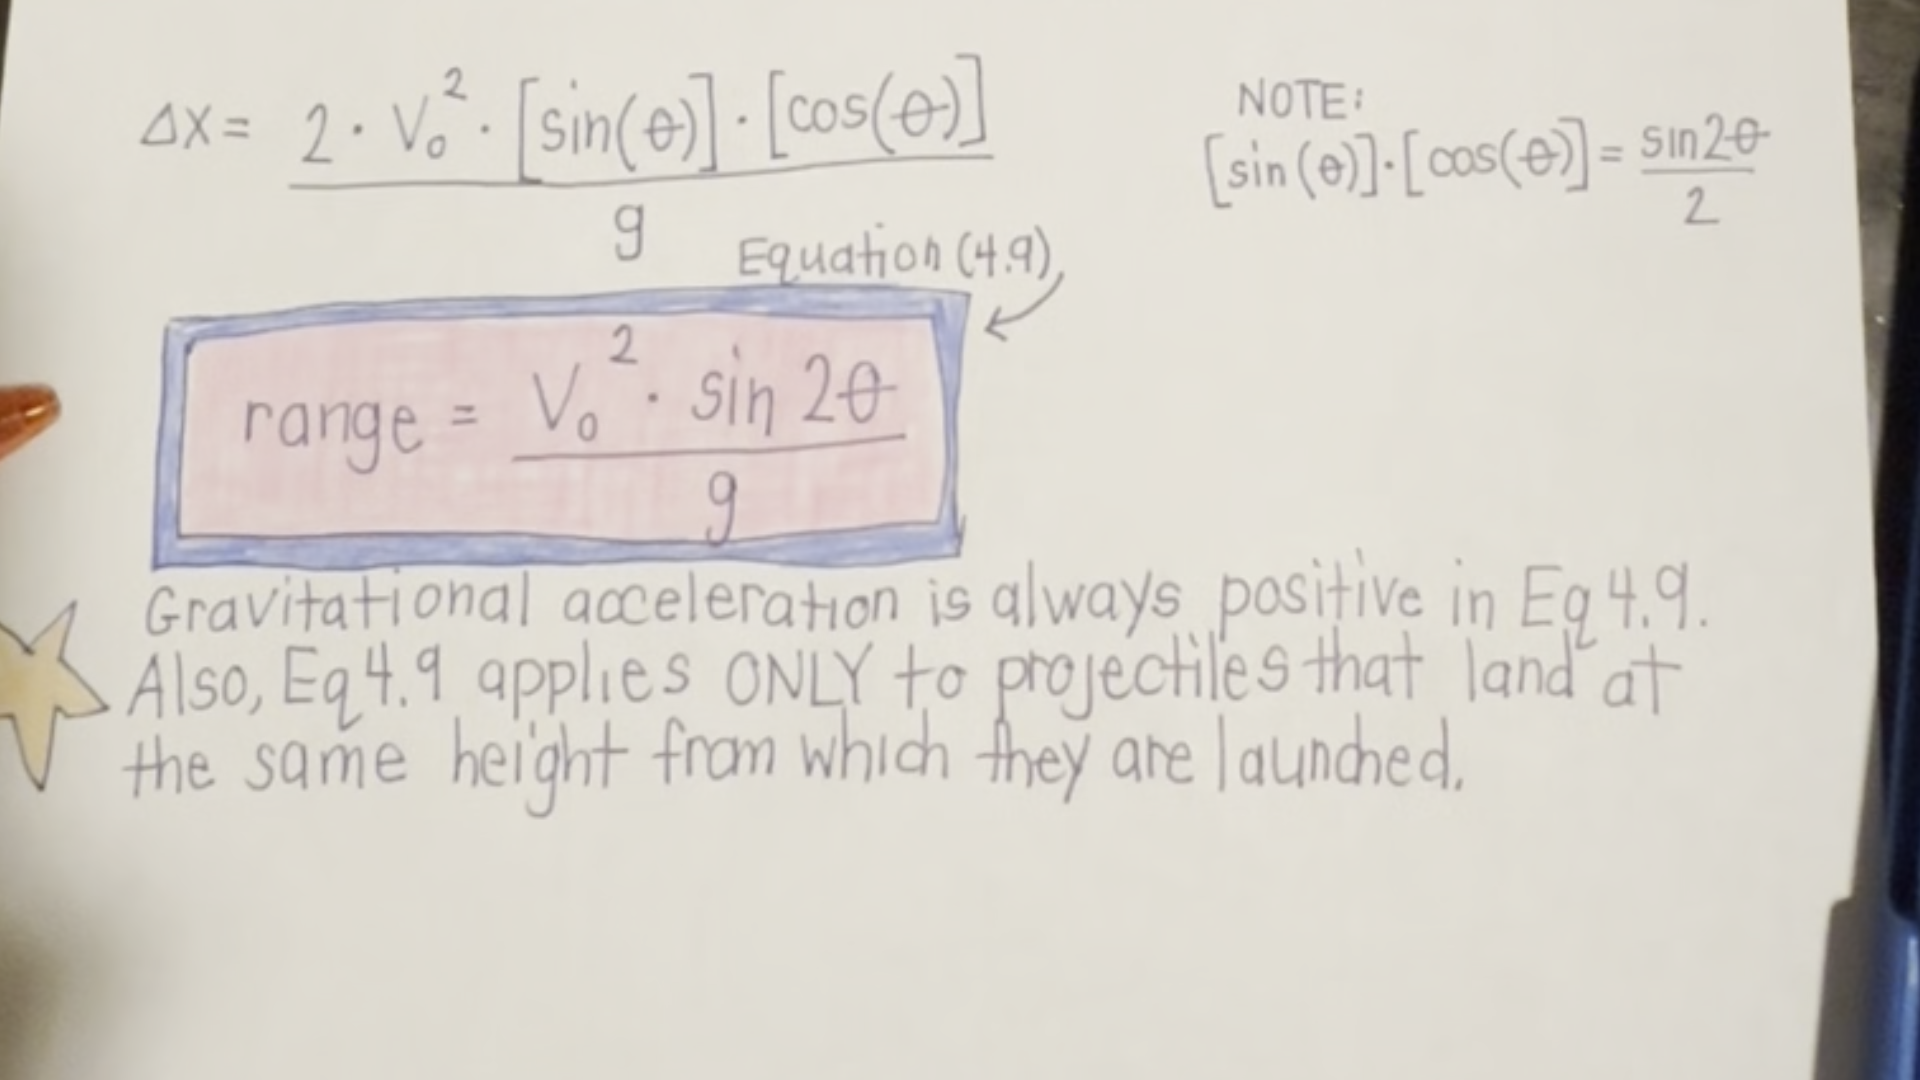 Δx = 2 · V₀² · [sin(θ)] · [cos(θ)] / g
NOTE:
[sin(θ)]·[cos(θ)] = sin2θ / 2
Equation (4.9)
range = V₀² · sin 2θ / g
Gravitational acceleration is always positive in Eq 4.9.
Also, Eq 4.9 applies ONLY to projectiles that land at
the same height from which they are launched.